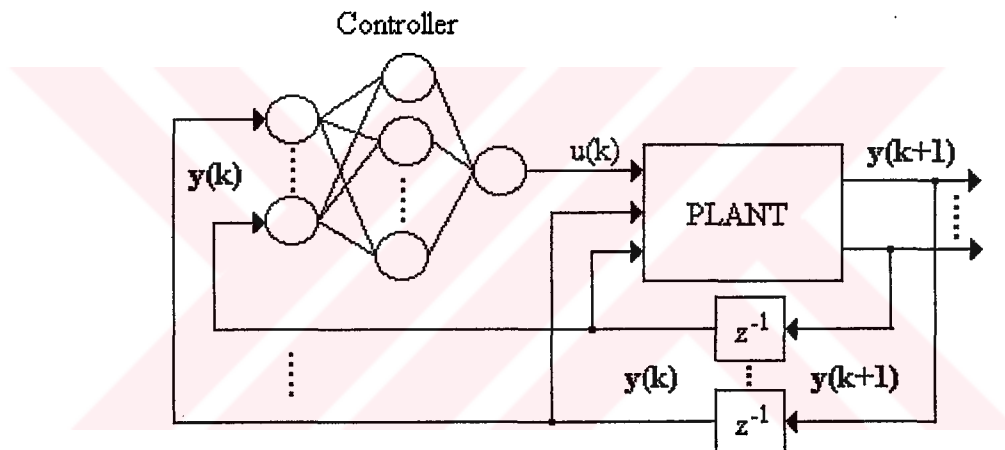 Controller
y(k)
u(k)
PLANT
y(k+1)
z⁻¹
y(k)
y(k+1)
z⁻¹